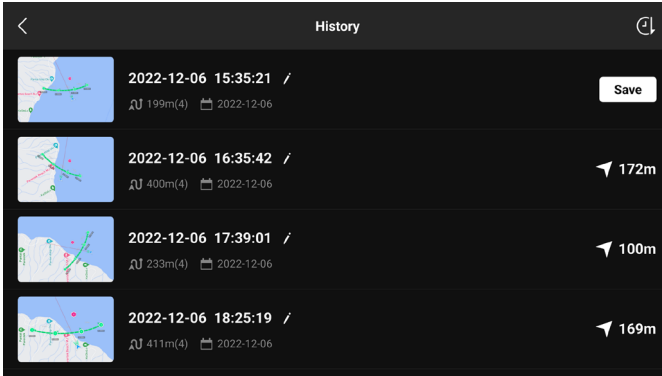 History
2022-12-06 15:35:21
199m(4) 2022-12-06
Save
2022-12-06 16:35:42
400m(4) 2022-12-06
172m
2022-12-06 17:39:01
233m(4) 2022-12-06
100m
2022-12-06 18:25:19
411m(4) 2022-12-06
169m